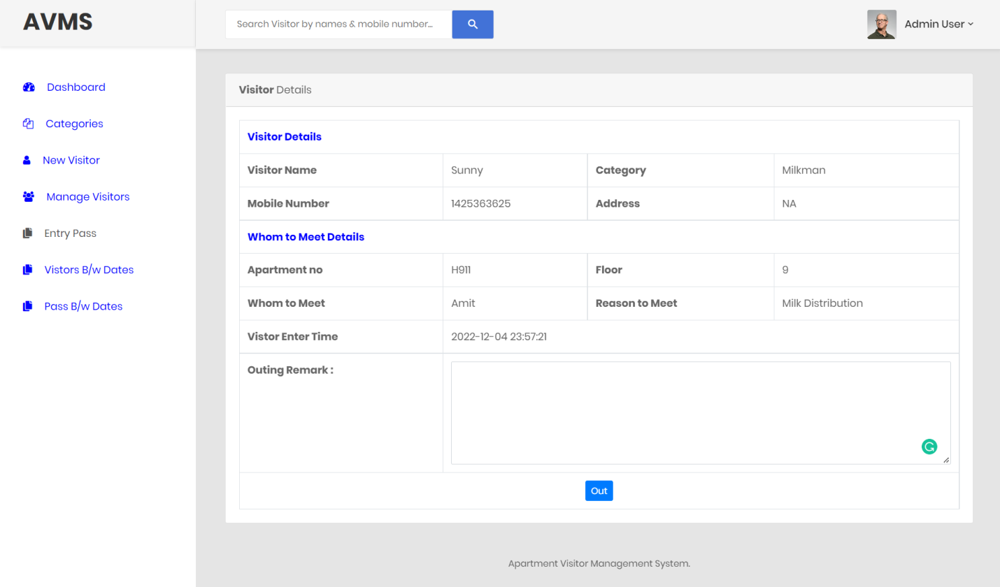 AVMS
Search Visitor by names & mobile number...
Admin User
Dashboard
Categories
New Visitor
Manage Visitors
Entry Pass
Vistors B/w Dates
Pass B/w Dates
Visitor Details
Visitor Details
Visitor Name Sunny Category Milkman
Mobile Number 1425363625 Address NA
Whom to Meet Details
Apartment no H911 Floor 9
Whom to Meet Amit Reason to Meet Milk Distribution
Vistor Enter Time 2022-12-04 23:57:21
Outing Remark :
Out
Apartment Visitor Management System.